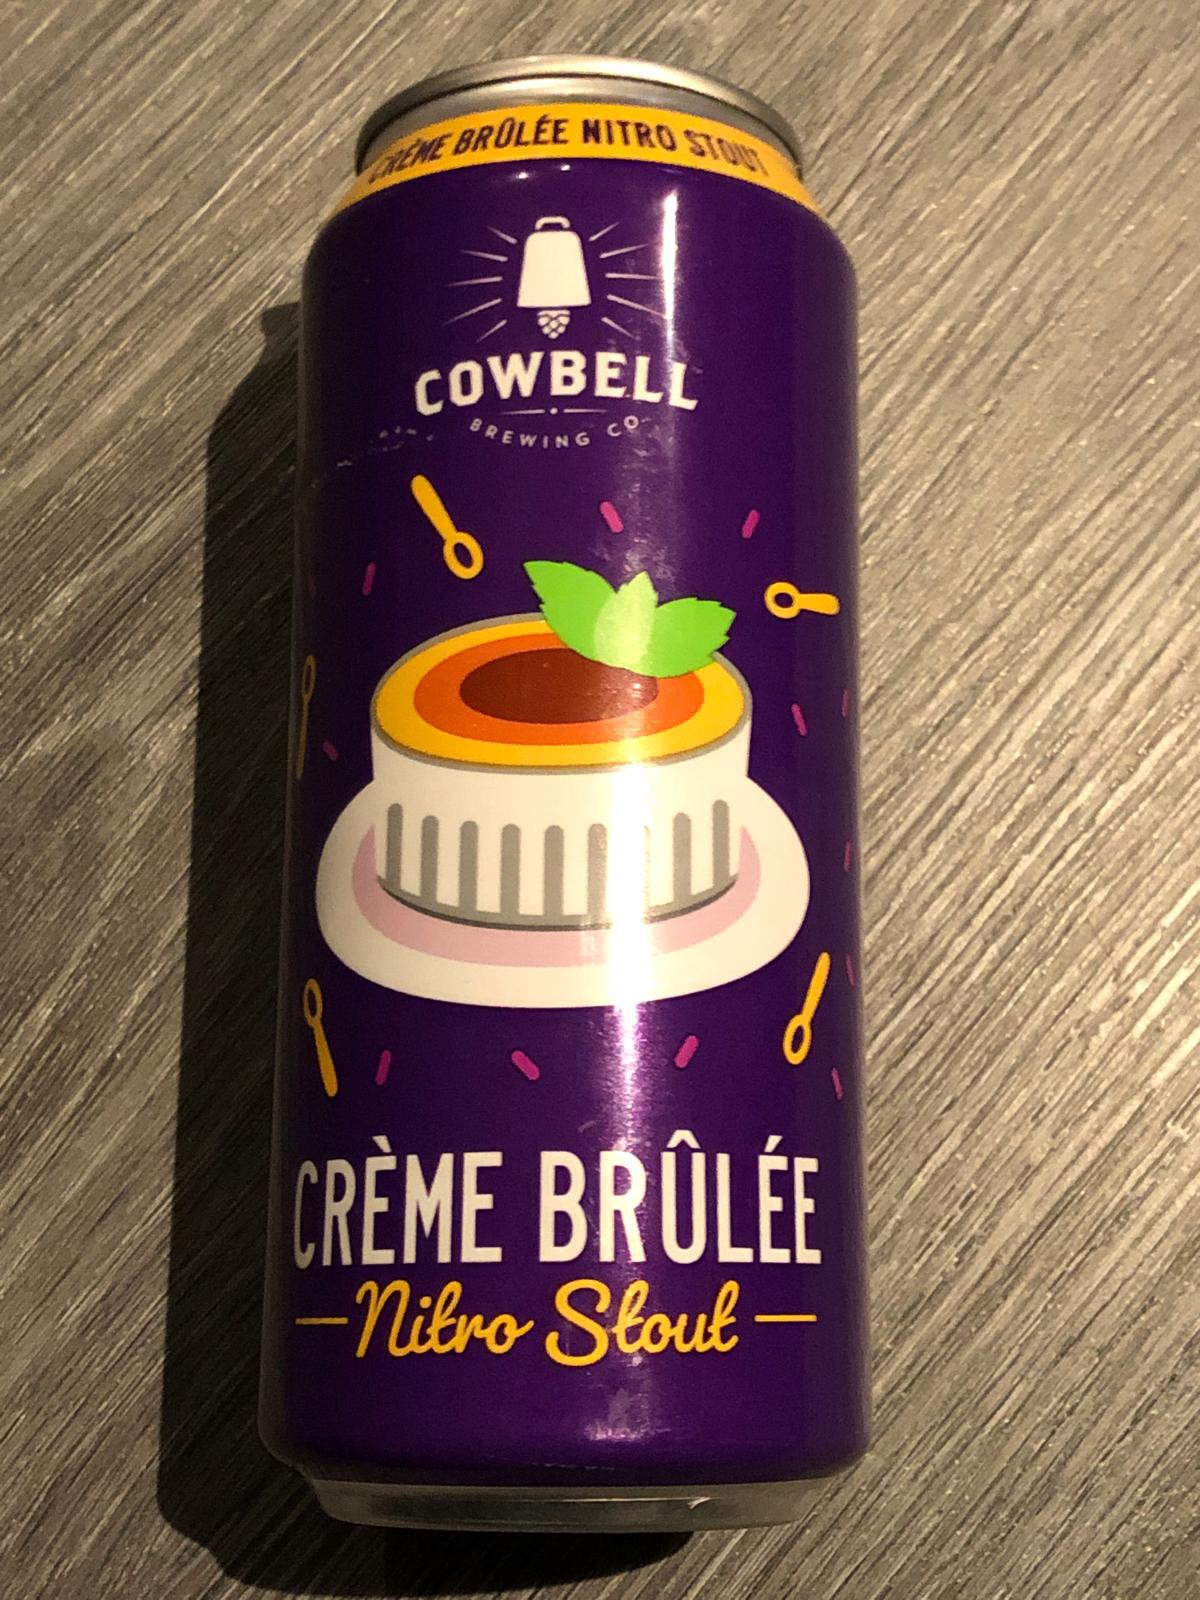 CRÈME BRÛLÉE NITRO STOUT
COWBELL
BREWING CO
CRÈME BRÛLÉE
Nitro Stout